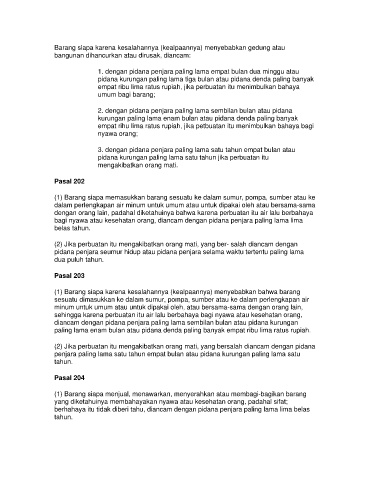 Barang siapa karena kesalahannya (kealpaannya) menyebabkan gedung atau
bangunan dihancurkan atau dirusak, diancam:
1. dengan pidana penjara paling lama empat bulan dua minggu atau
pidana kurungan paling lama tiga bulan atau pidana denda paling banyak
empat ribu lima ratus rupiah, jika perbuatan itu menimbulkan bahaya
umum bagi barang;
2. dengan pidana penjara paling lama sembilan bulan atau pidana
kurungan paling lama enam bulan atau pidana denda paling banyak
empat rihu lima ratus rupiah, jika petbuatan itu menimbulkan bahaya bagi
nyawa orang;
3. dengan pidana penjara paling lama satu tahun empat bulan atau
pidana kurungan paling lama satu tahun jika perbuatan itu
mengakibatkan orang mati.
Pasal 202
(1) Barang siapa memasukkan barang sesuatu ke dalam sumur, pompa, sumber atau ke
dalam perlengkapan air minum untuk umum atau untuk dipakai oleh atau bersama-sama
dengan orang lain, padahal diketahuinya bahwa karena perbuatan itu air lalu berbahaya
bagi nyawa atau kesehatan orang, diancam dengan pidana penjara paling lama lima
belas tahun.
(2) Jika perbuatan itu mengakibatkan orang mati, yang ber- salah diancam dengan
pidana penjara seumur hidup atau pidana penjara selama waktu tertentu paling lama
dua puluh tahun.
Pasal 203
(1) Barang siapa karena kesalahannya (kealpaannya) menyebabkan bahwa barang
sesuatu dimasukkan ke dalam sumur, pompa, sumber atau ke dalam perlengkapan air
minum untuk umum atau untuk dipakai oleh, atau bersama-sama dengan orang lain,
sehingga karena perbuatan itu air lalu berbahaya bagi nyawa atau kesehatan orang,
diancam dengan pidana penjara paling lama sembilan bulan atau pidana kurungan
paling lama enam bulan atau pidana denda paling banyak empat ribu lima ratus rupiah
(2) Jika perbuatan itu mengakibatkan orang mati, yang bersalah diancam dengan pidana
penjara paling lama satu tahun empat bulan atau pidana kurungan paling lama satu
tahun.
Pasal 204
(1) Barang siapa menjual, menawarkan, menyerahkan atau membagi-bagikan barang
yang diketahuinya membahayakan nyawa atau kesehatan orang, padahal sifat;
berhahaya itu tidak diberi tahu, diancam dengan pidana penjara paling lama lima belas
tahun.